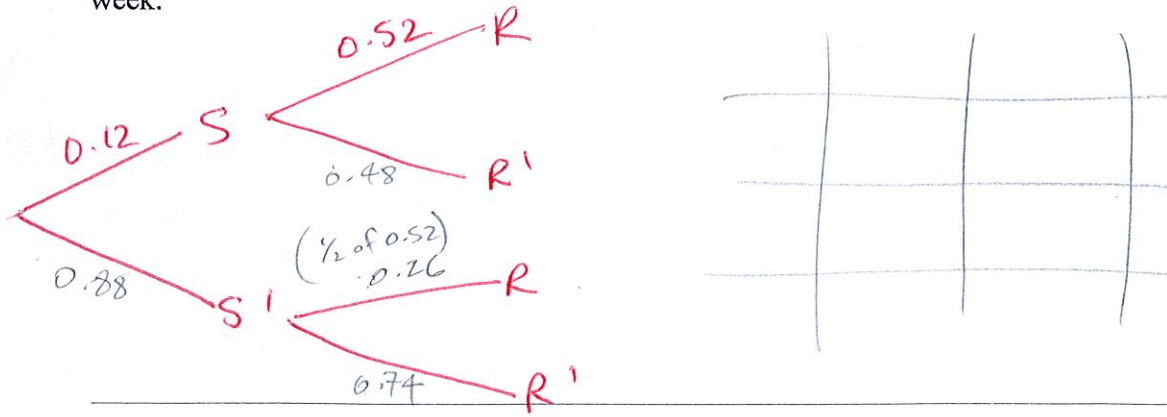 week.
0.52 R
0.12 S
0.48 R'
(½ of 0.52)
0.26 R
0.88 S'
0.74 R'